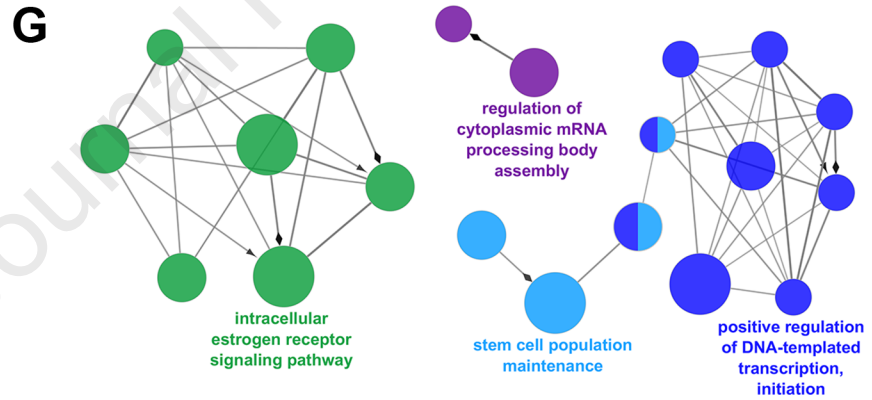 G
Journal
regulation of
cytoplasmic mRNA
processing body
assembly
intracellular
estrogen receptor
signaling pathway
stem cell population
maintenance
positive regulation
of DNA-templated
transcription,
initiation